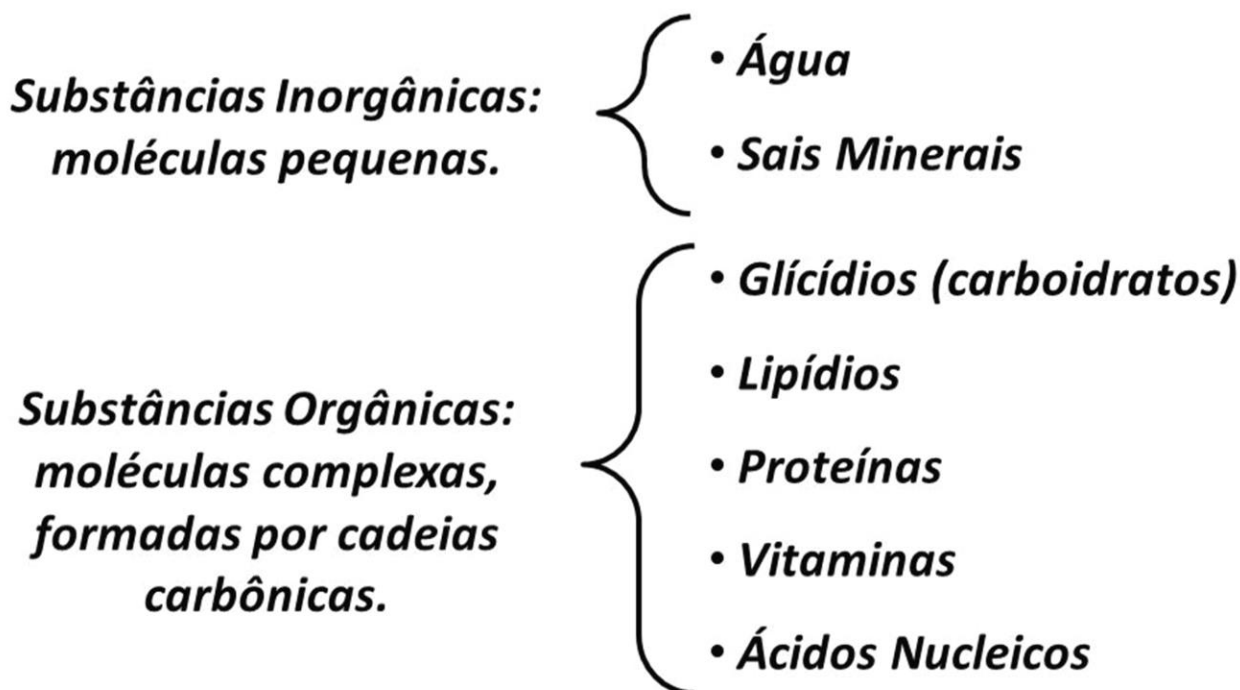 Substâncias Inorgânicas:
moléculas pequenas.
• Água
• Sais Minerais
Substâncias Orgânicas:
moléculas complexas,
formadas por cadeias
carbônicas.
• Glícídios (carboidratos)
• Lipídios
• Proteínas
• Vitaminas
• Ácidos Nucleicos